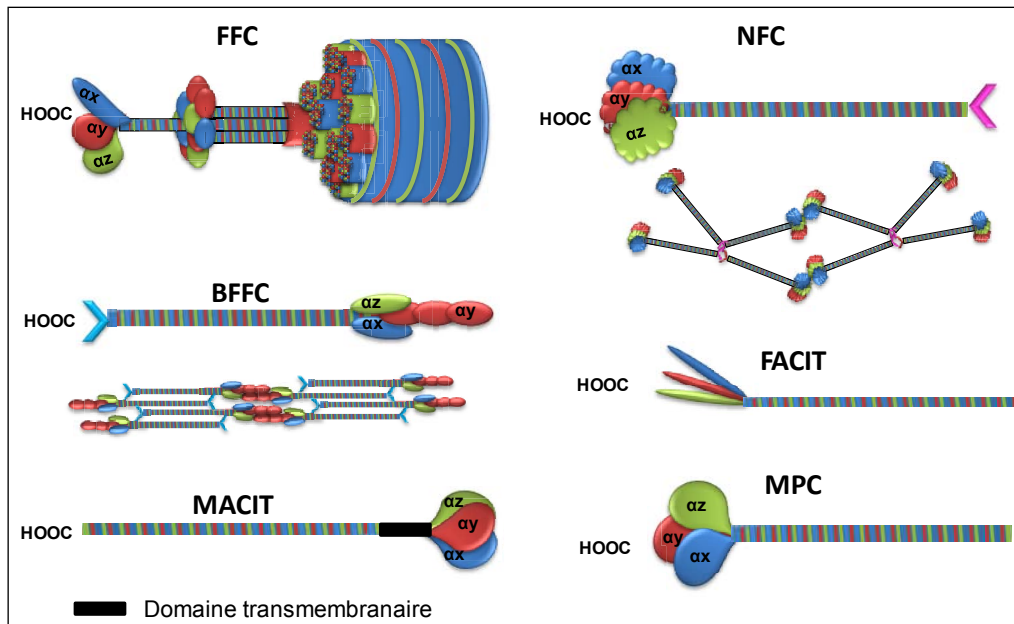 FFC
αx
HOOC
αy
αz
NFC
αx
αy
HOOC
αz
BFFC
αz
HOOC
αy
αx
FACIT
HOOC
MACIT
αz
HOOC
αy
αx
MPC
αz
HOOC
αy
αx
Domaine transmembranaire